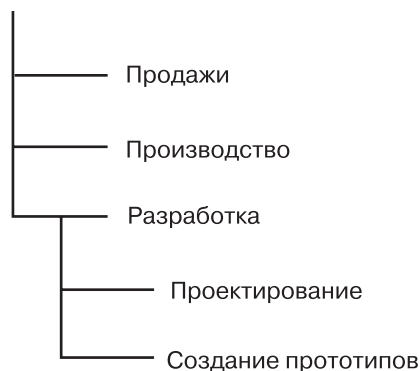 Продажи
Производство
Разработка
Проектирование
Создание прототипов